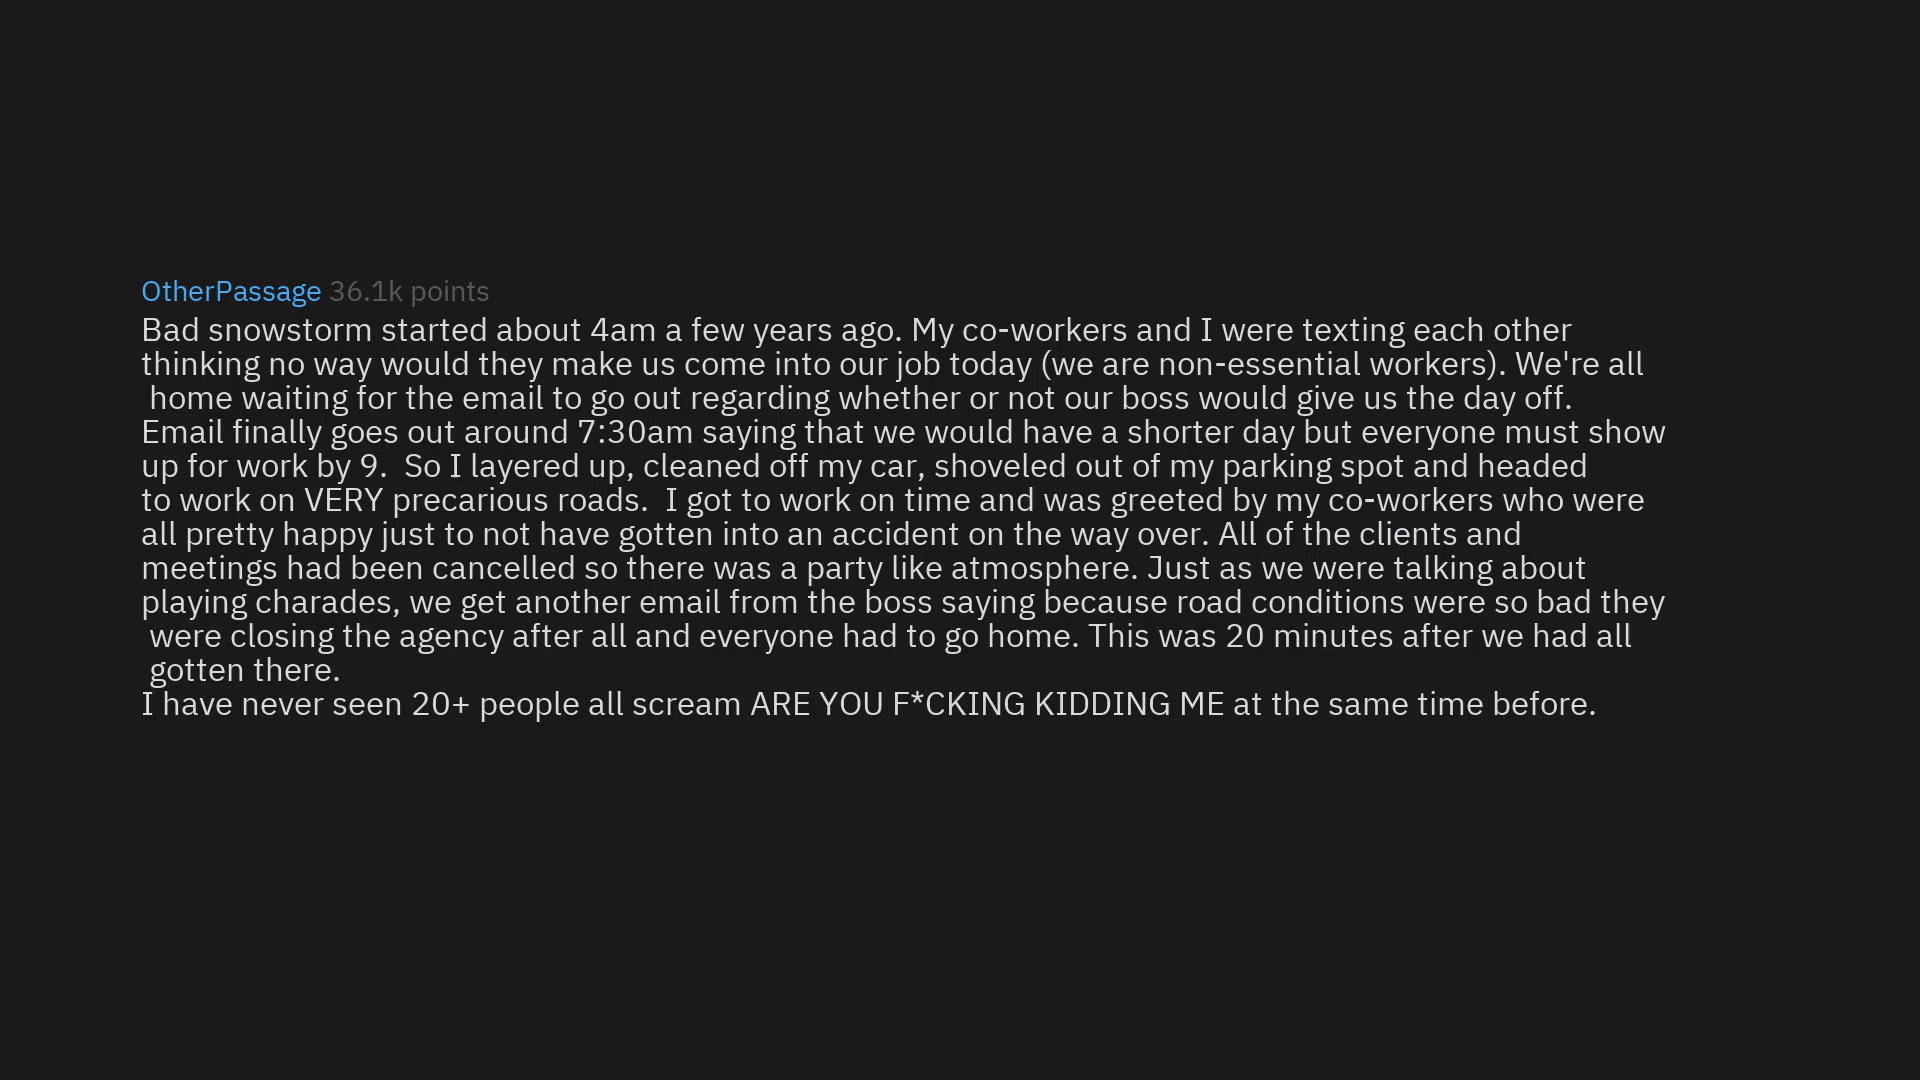 OtherPassage 36.1k points
Bad snowstorm started about 4am a few years ago. My co-workers and I were texting each other
thinking no way would they make us come into our job today (we are non-essential workers). We're all
home waiting for the email to go out regarding whether or not our boss would give us the day off.
Email finally goes out around 7:30am saying that we would have a shorter day but everyone must show
up for work by 9.  So I layered up, cleaned off my car, shoveled out of my parking spot and headed
to work on VERY precarious roads.  I got to work on time and was greeted by my co-workers who were
all pretty happy just to not have gotten into an accident on the way over. All of the clients and
meetings had been cancelled so there was a party like atmosphere. Just as we were talking about
playing charades, we get another email from the boss saying because road conditions were so bad they
were closing the agency after all and everyone had to go home. This was 20 minutes after we had all
gotten there.
I have never seen 20+ people all scream ARE YOU F*CKING KIDDING ME at the same time before.